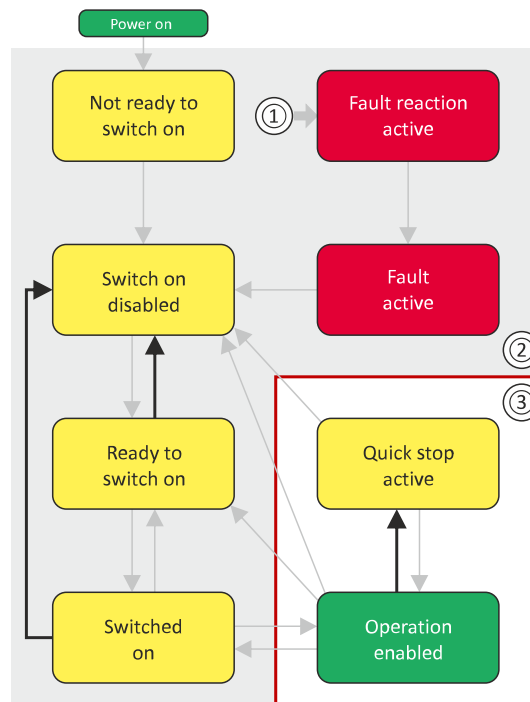 Power on
Not ready to
switch on
1
Fault reaction
active
Switch on
disabled
Fault
active
2
3
Ready to
switch on
Quick stop
active
Switched
on
Operation
enabled